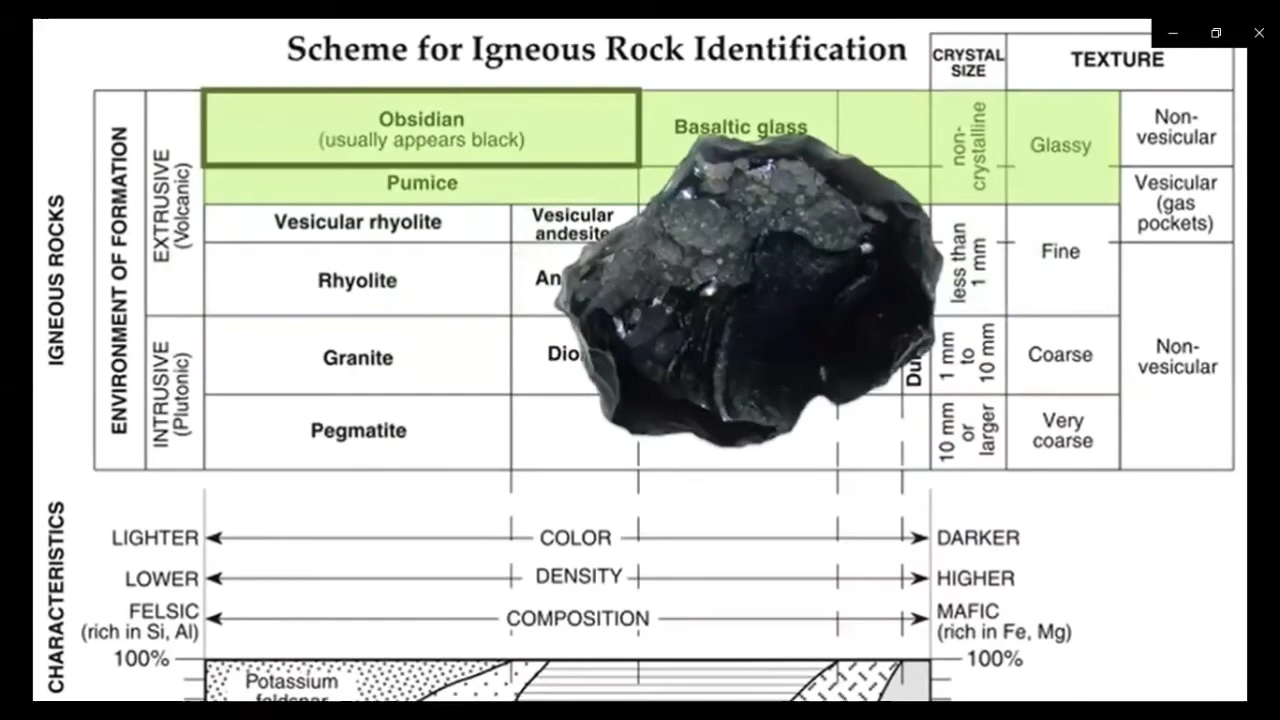 Scheme for Igneous Rock Identification
CRYSTAL
SIZE
TEXTURE
IGNEOUS ROCKS
ENVIRONMENT OF FORMATION
EXTRUSIVE
(Volcanic)
Obsidian
(usually appears black)
Basaltic glass
non-
crystalline
Glassy
Non-
vesicular
Pumice
Vesicular
(gas
pockets)
Vesicular rhyolite
Vesicular
andesite
less than
1 mm
Fine
Rhyolite
An
INTRUSIVE
(Plutonic)
Granite
Dio
Du
1 mm
to
10 mm
Coarse
Non-
vesicular
Pegmatite
10 mm
or
larger
Very
coarse
CHARACTERISTICS
LIGHTER
COLOR
DARKER
LOWER
DENSITY
HIGHER
FELSIC
(rich in Si, Al)
COMPOSITION
MAFIC
(rich in Fe, Mg)
100%
100%
Potassium
feldspar